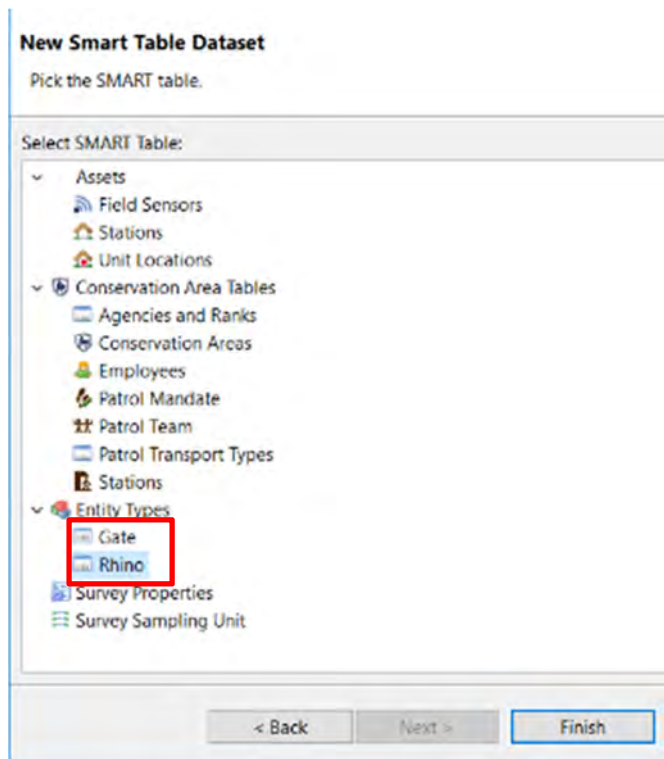 New Smart Table Dataset
Pick the SMART table.
Select SMART Table:
Assets
Field Sensors
Stations
Unit Locations
Conservation Area Tables
Agencies and Ranks
Conservation Areas
Employees
Patrol Mandate
Patrol Team
Patrol Transport Types
Stations
Entity Types
Gate
Rhino
Survey Properties
Survey Sampling Unit
< Back Next > Finish